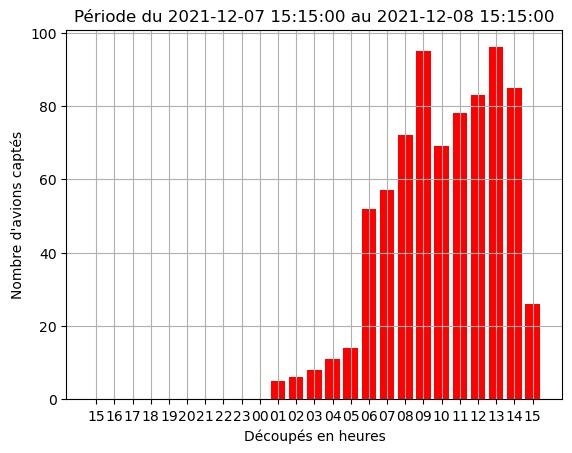 Période du 2021-12-07 15:15:00 au 2021-12-08 15:15:00
100
80
60
40
20
0
Nombre d'avions captés
15 16 17 18 19 20 21 22 23 00 01 02 03 04 05 06 07 08 09 10 11 12 13 14 15
Découpés en heures